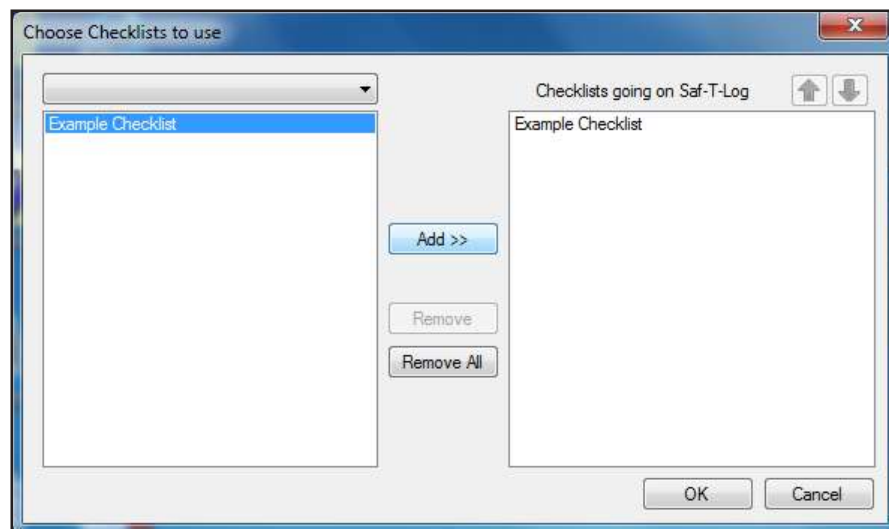 Choose Checklists to use
Checklists going on Saf-T-Log
Example Checklist
Example Checklist
Add >>
Remove
Remove All
OK
Cancel